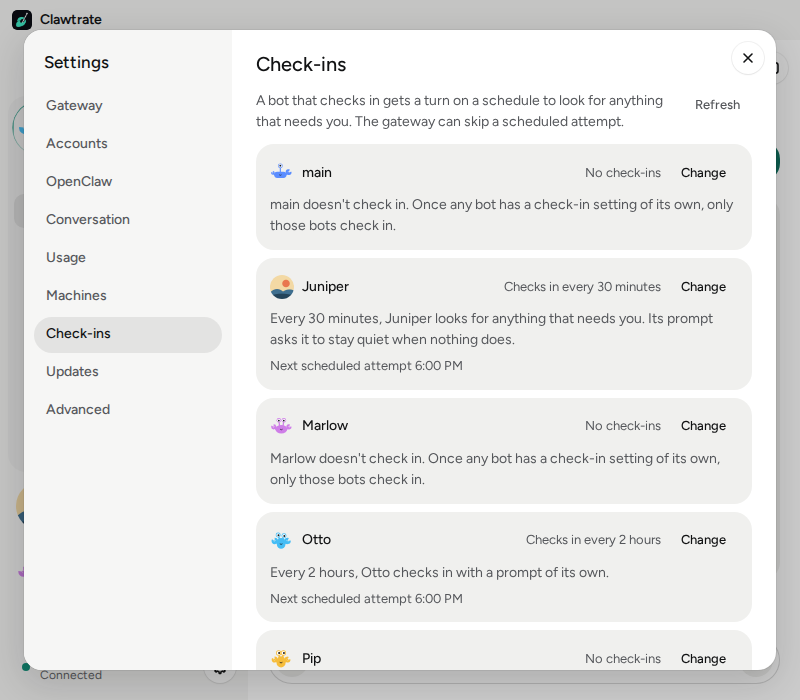 Clawtrate
Settings
Gateway
Accounts
OpenClaw
Conversation
Usage
Machines
Check-ins
Updates
Advanced
Check-ins
A bot that checks in gets a turn on a schedule to look for anything
that needs you. The gateway can skip a scheduled attempt.
Refresh
main
No check-ins
Change
main doesn't check in. Once any bot has a check-in setting of its own, only
those bots check in.
Juniper
Checks in every 30 minutes
Change
Every 30 minutes, Juniper looks for anything that needs you. Its prompt
asks it to stay quiet when nothing does.
Next scheduled attempt 6:00 PM
Marlow
No check-ins
Change
Marlow doesn't check in. Once any bot has a check-in setting of its own,
only those bots check in.
Otto
Checks in every 2 hours
Change
Every 2 hours, Otto checks in with a prompt of its own.
Next scheduled attempt 6:00 PM
Pip
No check-ins
Change
Connected